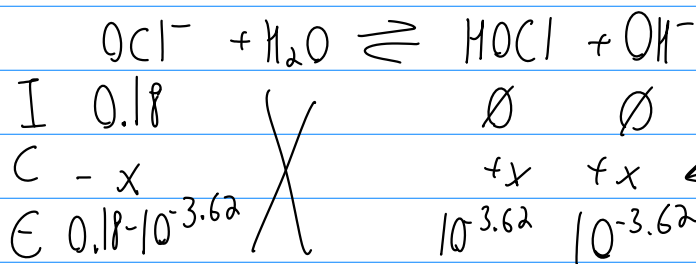 OCl⁻ + H₂O ⇌ HOCl + OH⁻
I 0.18 ∅ ∅
C - x +x +x
E 0.18-10^-3.62 10^-3.62 10^-3.62